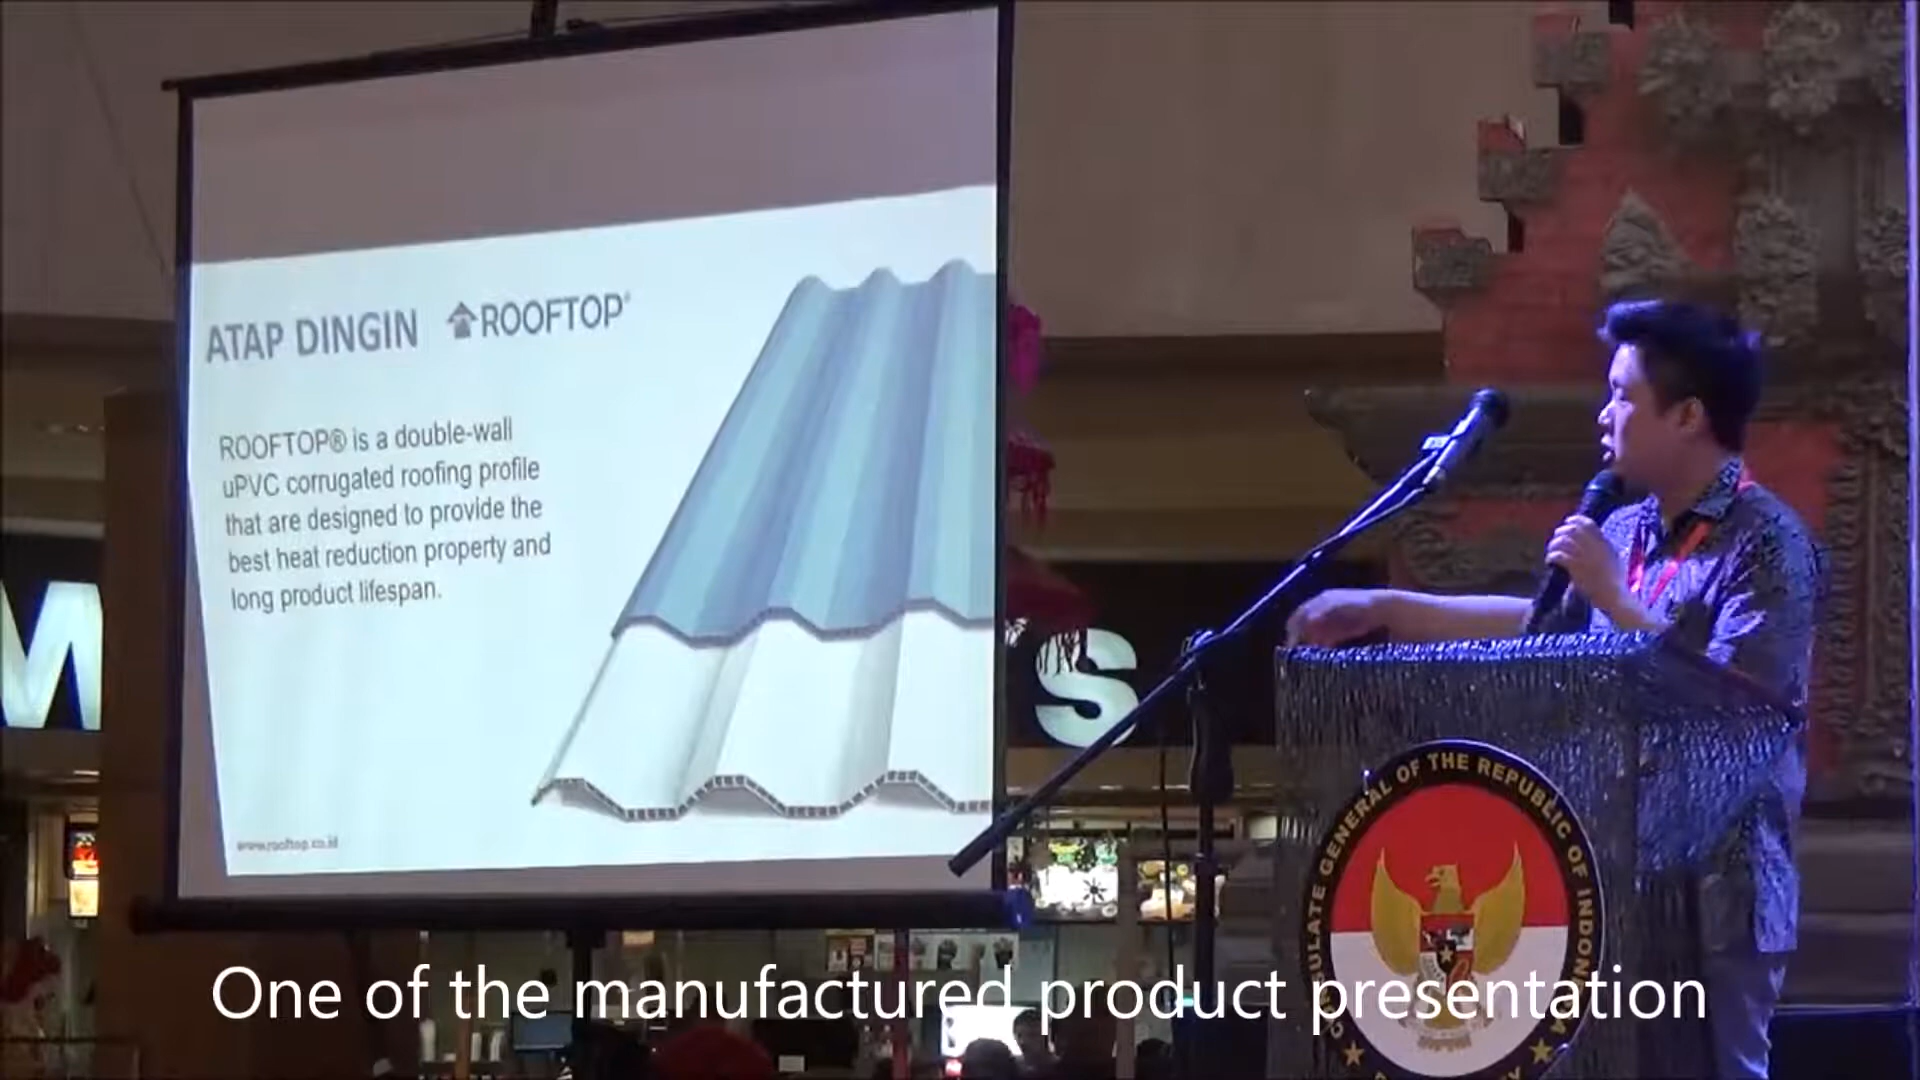 ATAP DINGIN
ROOFTOP®
ROOFTOP® is a double-wall
uPVC corrugated roofing profile
that are designed to provide the
best heat reduction property and
long product lifespan.
www.rooftop.co.id
M
S
CONSULATE GENERAL OF THE REPUBLIC OF INDONESIA
One of the manufactured product presentation